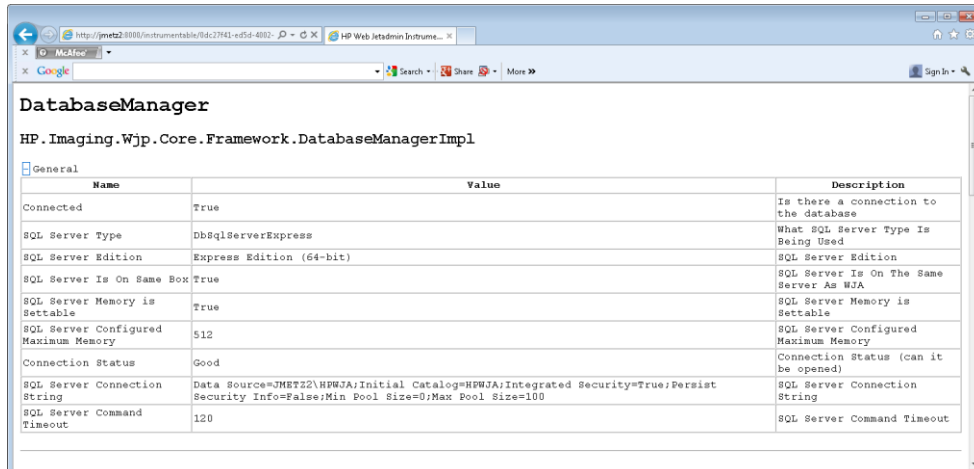 http://jmetz2:8000/instrumentable/0dc27f41-ed5d-4002-
HP Web Jetadmin Instrume...
McAfee
Google
Search
Share
More »
Sign In
DatabaseManager
HP.Imaging.Wjp.Core.Framework.DatabaseManagerImpl
General
Name Value Description
Connected True Is there a connection to
the database
SQL Server Type DbSqlServerExpress What SQL Server Type Is
Being Used
SQL Server Edition Express Edition (64-bit) SQL Server Edition
SQL Server Is On Same Box True SQL Server Is On The Same
Server As WJA
SQL Server Memory is
Settable True SQL Server Memory is
Settable
SQL Server Configured
Maximum Memory 512 SQL Server Configured
Maximum Memory
Connection Status Good Connection Status (can it
be opened)
SQL Server Connection
String Data Source=JMETZ2\HPWJA;Initial Catalog=HPWJA;Integrated Security=True;Persist
Security Info=False;Min Pool Size=0;Max Pool Size=100 SQL Server Connection
String
SQL Server Command
Timeout 120 SQL Server Command Timeout